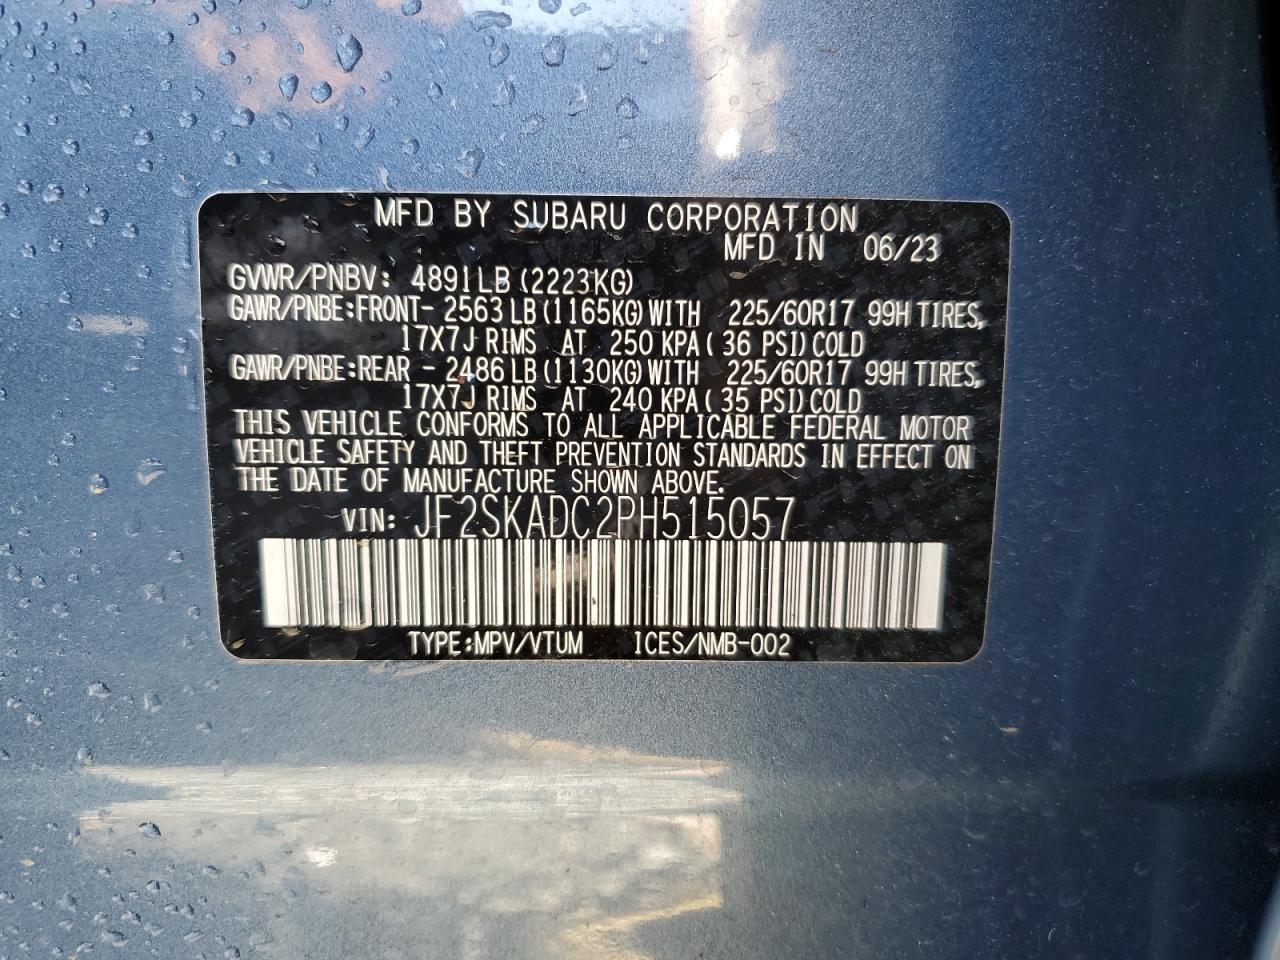 MFD BY SUBARU CORPORATION
MFD IN 06/23
GVWR/PNBV: 4891LB (2223KG)
GAWR/PNBE:FRONT- 2563LB (1165KG) WITH 225/60R17 99H TIRES,
17X7J RIMS AT 250 KPA (36 PSI) COLD
GAWR/PNBE:REAR - 2486LB (1130KG) WITH 225/60R17 99H TIRES,
17X7J RIMS AT 240 KPA (35 PSI) COLD
THIS VEHICLE CONFORMS TO ALL APPLICABLE FEDERAL MOTOR
VEHICLE SAFETY AND THEFT PREVENTION STANDARDS IN EFFECT ON
THE DATE OF MANUFACTURE SHOWN ABOVE.
VIN: JF2SKADC2PH515057
TYPE:MPV/VTUM ICES/NMB-002